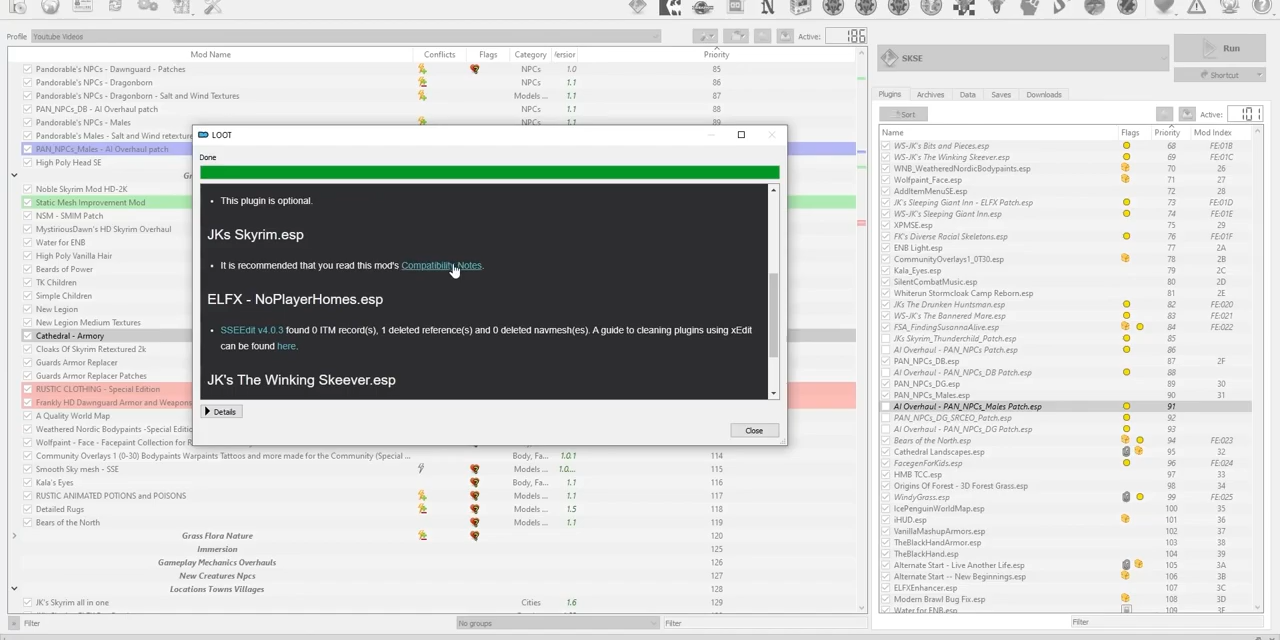 Profile Youtube Videos Active: 186
Mod Name Conflicts Flags Category Version Priority
Pandorable's NPCs - Dawnguard - Patches NPCs 1.0 85
Pandorable's NPCs - Dragonborn NPCs 1.1 86
Pandorable's NPCs - Dragonborn - Salt and Wind Textures Models ... 1.1 87
PAN_NPCs_DB - AI Overhaul patch NPCs 1.1 88
Pandorable's NPCs - Males NPCs 1.1 89
Pandorable's Males - Salt and Wind retexture
PAN_NPCs_Males - AI Overhaul patch
High Poly Head SE
Noble Skyrim Mod HD-2K
Static Mesh Improvement Mod
NSM - SMIM Patch
MysteriousDawn's HD Skyrim Overhaul
Water for ENB
High Poly Vanilla Hair
Beards of Power
TK Children
Simple Children
New Legion
New Legion Medium Textures
Cathedral - Armory
Cloaks Of Skyrim Retextured 2k
Guards Armor Replacer
Guards Armor Replacer Patches
RUSTIC CLOTHING - Special Edition
Frankly HD Dawnguard Armor and Weapons
A Quality World Map
Weathered Nordic Bodypaints -Special Editio
Wolfpaint - Face - Facepaint Collection for R
Community Overlays 1 (0-30) Bodypaints Warpaints Tattoos and more made for the Community (Special ... Body, Fa... 1.0.1 114
Smooth Sky mesh - SSE Models ... 1.0.... 115
Kala's Eyes Body, Fa... 1.1 116
RUSTIC ANIMATED POTIONS and POISONS Models ... 1.1 117
Detailed Rugs Models ... 1.5 118
Bears of the North Models ... 1.1 119
Grass Flora Nature 120
Immersion 125
Gameplay Mechanics Overhauls 126
New Creatures Npcs 127
Locations Towns Villages 128
JK's Skyrim all in one Cities 1.6 129
Filter No groups Filter
LOOT
Done
• This plugin is optional.
JKs Skyrim.esp
• It is recommended that you read this mod's Compatibility Notes.
ELFX - NoPlayerHomes.esp
• SSEEdit v4.0.3 found 0 ITM record(s), 1 deleted reference(s) and 0 deleted navmesh(es). A guide to cleaning plugins using xEdit
can be found here.
JK's The Winking Skeever.esp
Details
Close
SKSE Run
Shortcut
Plugins Archives Data Saves Downloads
Sort Active: 101
Name Flags Priority Mod Index
WS-JK's Bits and Pieces.esp 68 FE:01B
WS-JK's The Winking Skeever.esp 69 FE:01C
WNB_WeatheredNordicBodypaints.esp 70 26
Wolfpaint_Face.esp 71 27
AddItemMenuSE.esp 72 28
JK's Sleeping Giant Inn - ELFX Patch.esp 73 FE:01D
WS-JK's Sleeping Giant Inn.esp 74 FE:01E
XPMSE.esp 75 29
FK's Diverse Racial Skeletons.esp 76 FE:01F
ENB Light.esp 77 2A
CommunityOverlays1_0T30.esp 78 2B
Kala_Eyes.esp 79 2C
SilentCombatMusic.esp 80 2D
Whiterun Stormcloak Camp Reborn.esp 81 2E
JKs The Drunken Huntsman.esp 82 FE:020
WS-JK's The Bannered Mare.esp 83 FE:021
FSA_FindingSusannaAlive.esp 84 FE:022
JKs Skyrim_Thunderchild_Patch.esp 85
AI Overhaul - PAN_NPCs Patch.esp 86
PAN_NPCs_DB.esp 87 2F
AI Overhaul - PAN_NPCs_DB Patch.esp 88
PAN_NPCs_DG.esp 89 30
PAN_NPCs_Males.esp 90 31
AI Overhaul - PAN_NPCs_Males Patch.esp 91
PAN_NPCs_DG_SRCEO_Patch.esp 92
AI Overhaul - PAN_NPCs_DG Patch.esp 93
Bears of the North.esp 94 FE:023
Cathedral Landscapes.esp 95 32
FacegenForKids.esp 96 FE:024
HMB TCC.esp 97 33
Origins Of Forest - 3D Forest Grass.esp 98 34
WindyGrass.esp 99 FE:025
IcePenguinWorldMap.esp 100 35
iHUD.esp 101 36
VanillaMashupArmors.esp 102 37
TheBlackHandArmor.esp 103 38
TheBlackHand.esp 104 39
Alternate Start - Live Another Life.esp 105 3A
Alternate Start -- New Beginnings.esp 106 3B
ELFXEnhancer.esp 107 3C
Modern Brawl Bug Fix.esp 108 3D
Water for ENB.esp 109 3E
Filter